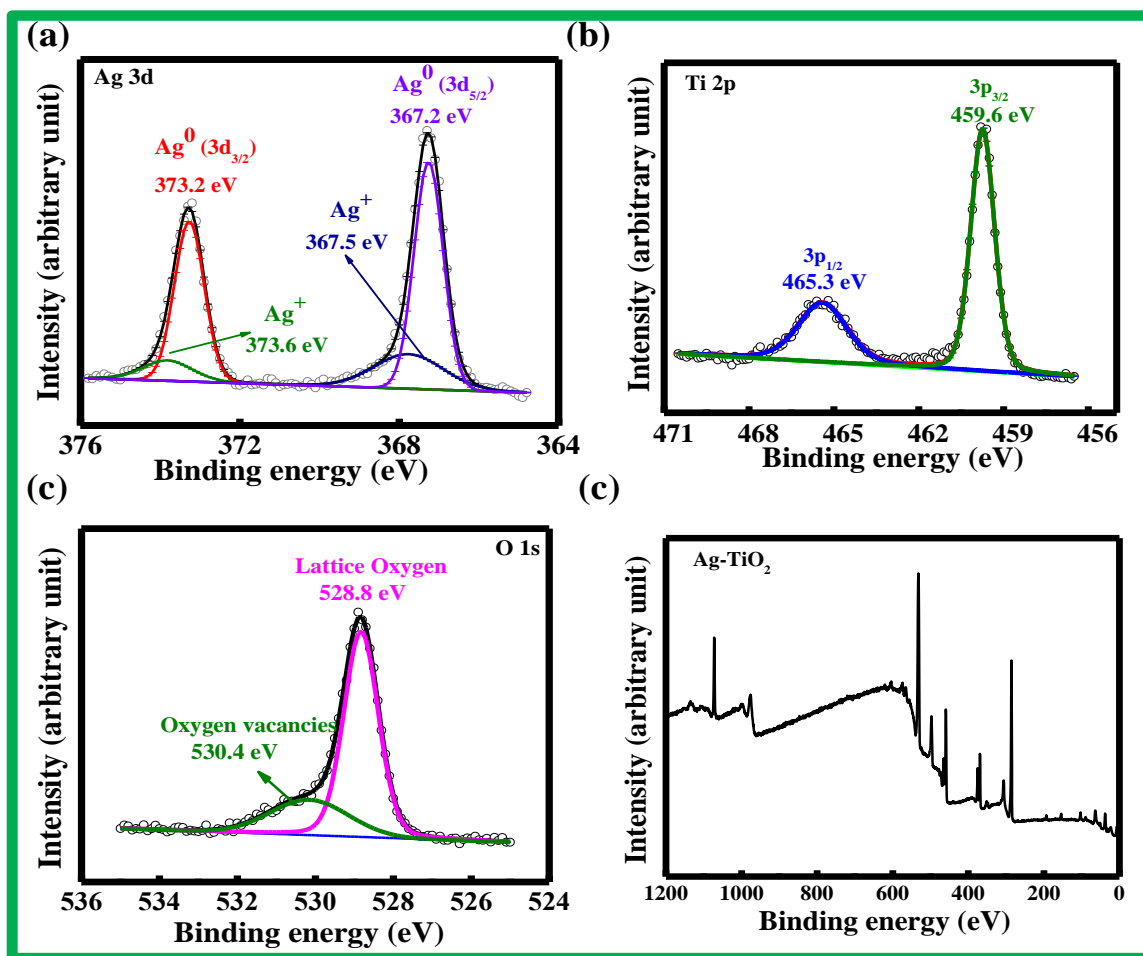 (a)
Ag 3d
Ag⁰ (3d₅/₂)
367.2 eV
Ag⁰ (3d₃/₂)
373.2 eV
Ag⁺
367.5 eV
Ag⁺
373.6 eV
Intensity (arbitrary unit)
376 372 368 364
Binding energy (eV)
(b)
Ti 2p
3p₃/₂
459.6 eV
3p₁/₂
465.3 eV
Intensity (arbitrary unit)
471 468 465 462 459 456
Binding energy (eV)
(c)
O 1s
Lattice Oxygen
528.8 eV
Oxygen vacancies
530.4 eV
Intensity (arbitrary unit)
536 534 532 530 528 526 524
Binding energy (eV)
(c)
Ag-TiO₂
Intensity (arbitrary unit)
1200 1000 800 600 400 200 0
Binding energy (eV)